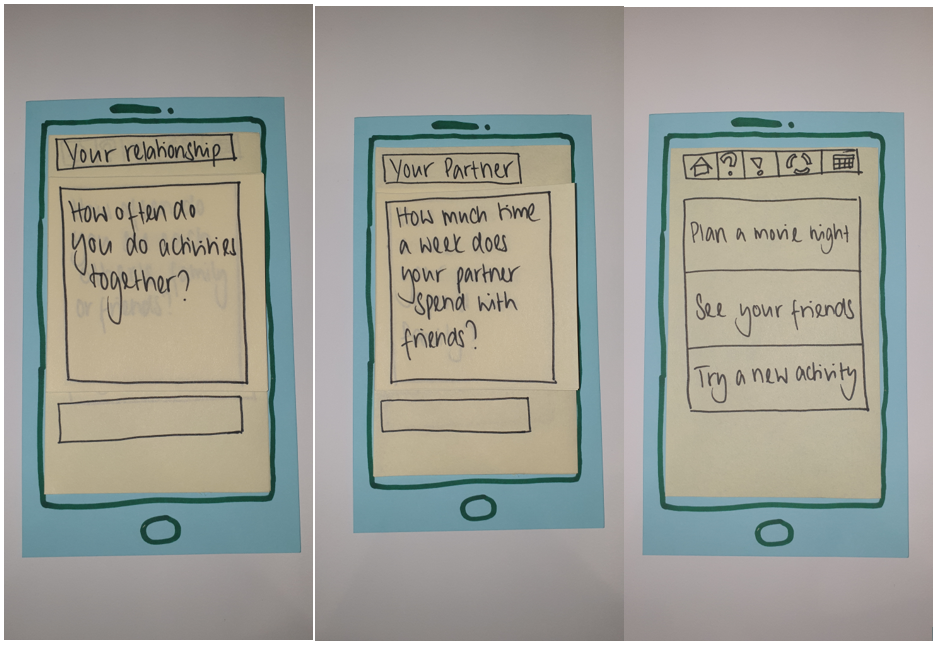 Your relationship
How often do
you do activities
together?
Your Partner
How much time
a week does
your partner
spend with
friends?
?
!
Plan a movie night
See your friends
Try a new activity